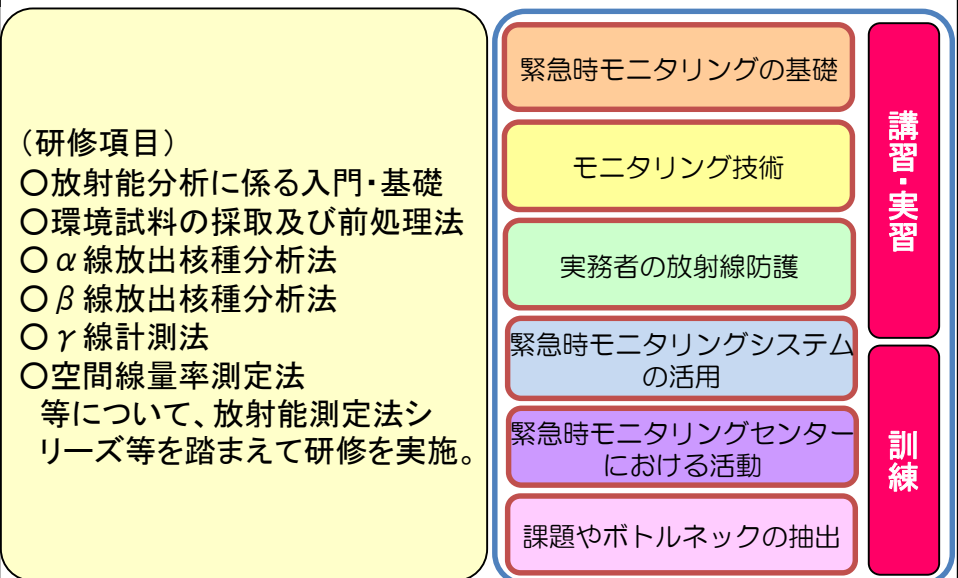 （研修項目）
○放射能分析に係る入門・基礎
○環境試料の採取及び前処理法
○α線放出核種分析法
○β線放出核種分析法
○γ線計測法
○空間線量率測定法
等について、放射能測定法シ
リーズ等を踏まえて研修を実施。
緊急時モニタリングの基礎
モニタリング技術
実務者の放射線防護
緊急時モニタリングシステム
の活用
緊急時モニタリングセンター
における活動
課題やボトルネックの抽出
講習・実習
訓練